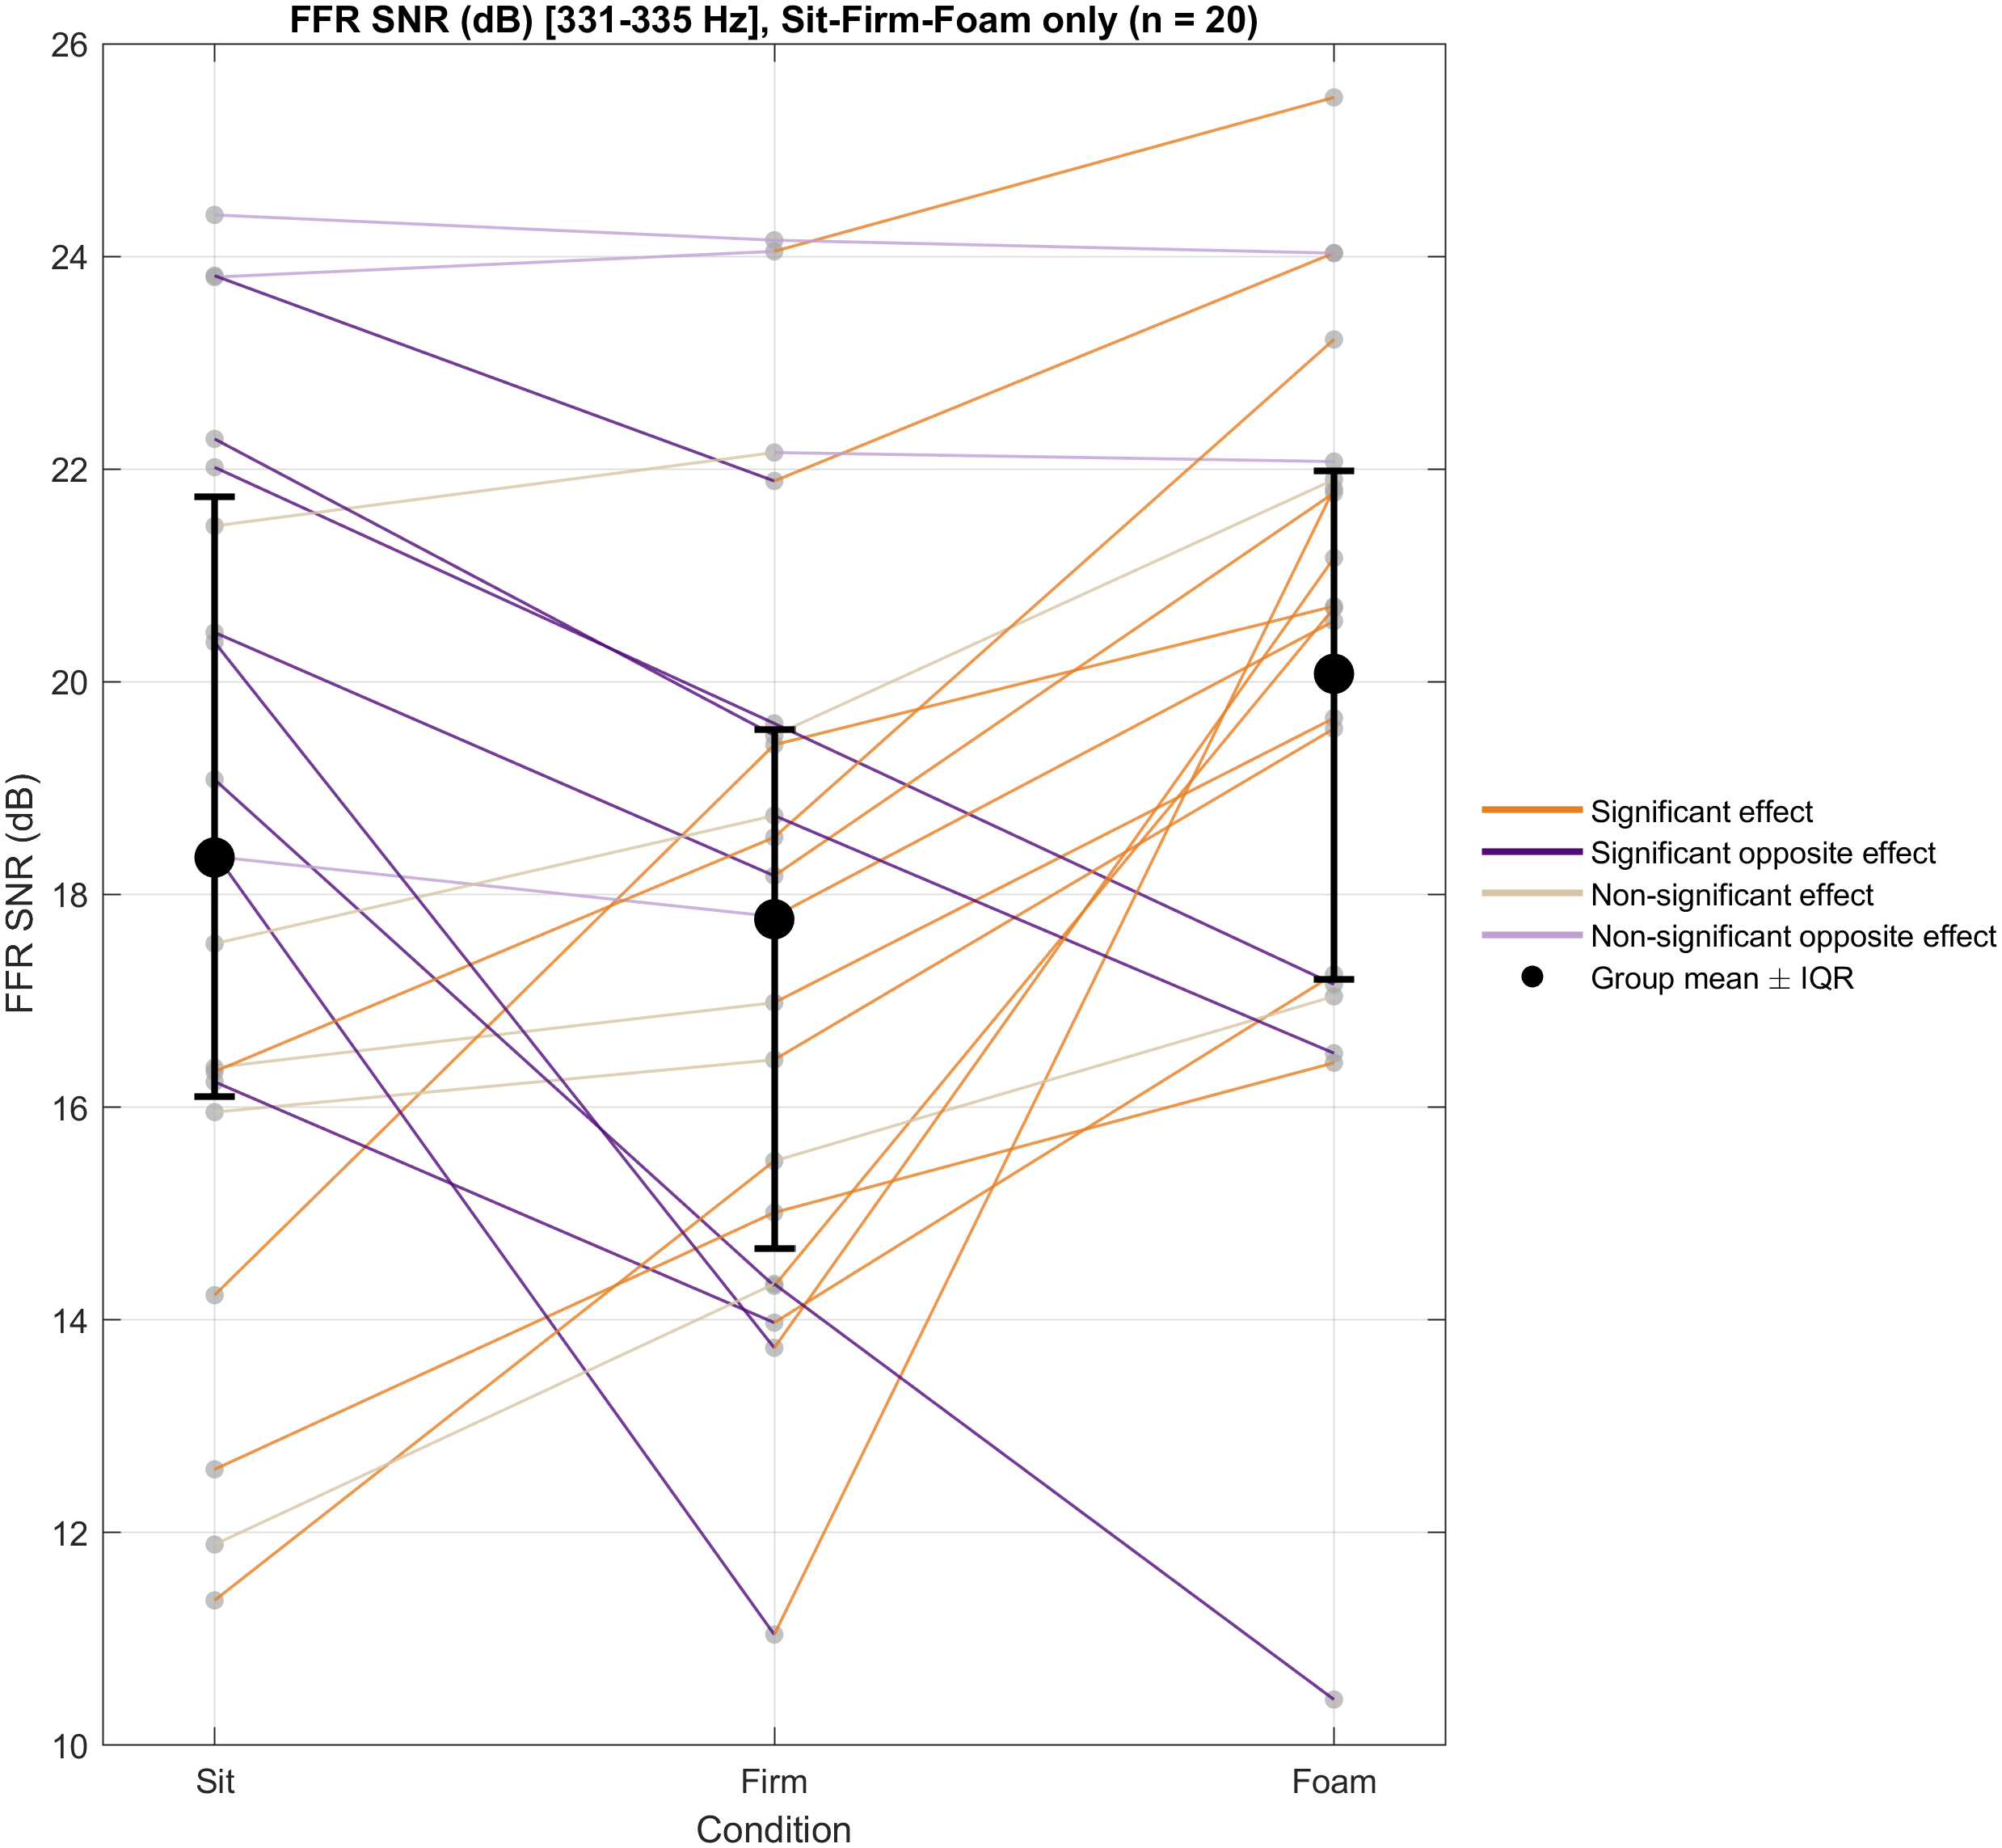 FFR SNR (dB) [331-335 Hz], Sit-Firm-Foam only (n = 20)
26
24
22
20
18
16
14
12
10
FFR SNR (dB)
Sit
Firm
Foam
Condition
Significant effect
Significant opposite effect
Non-significant effect
Non-significant opposite effect
Group mean ± IQR